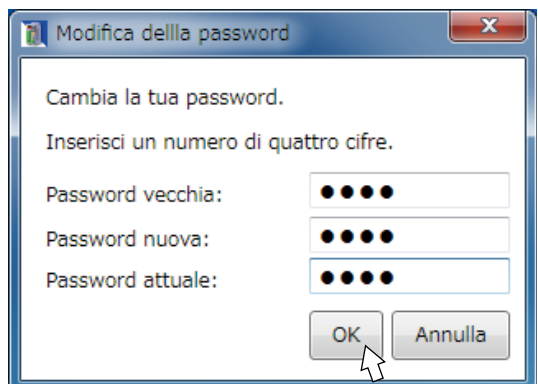 Modifica dellla password
Cambia la tua password.
Inserisci un numero di quattro cifre.
Password vecchia: ●●●●
Password nuova: ●●●●
Password attuale: ●●●●
OK Annulla